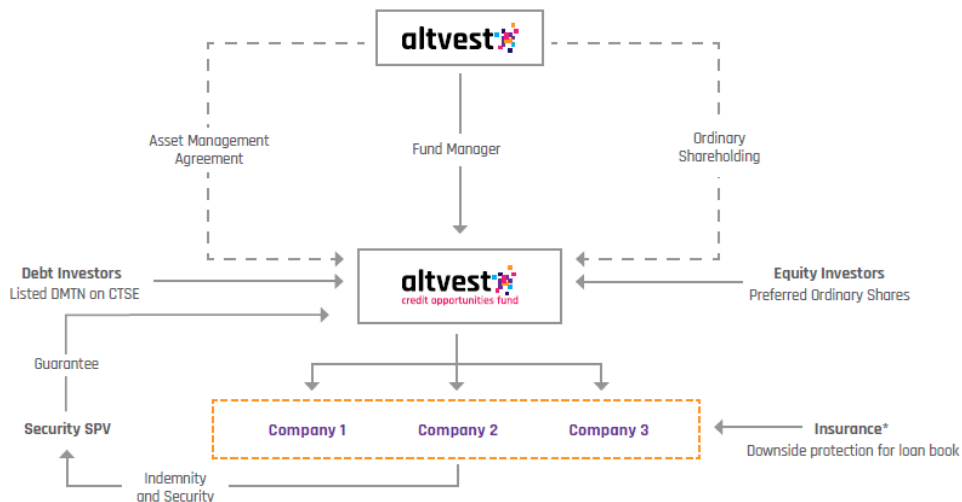 altvest
Asset Management
Agreement
Fund Manager
Ordinary
Shareholding
Debt Investors
Listed DMTN on CTSE
altvest
credit opportunities fund
Equity Investors
Preferred Ordinary Shares
Guarantee
Security SPV
Company 1
Company 2
Company 3
Insurance*
Downside protection for loan book
Indemnity
and Security